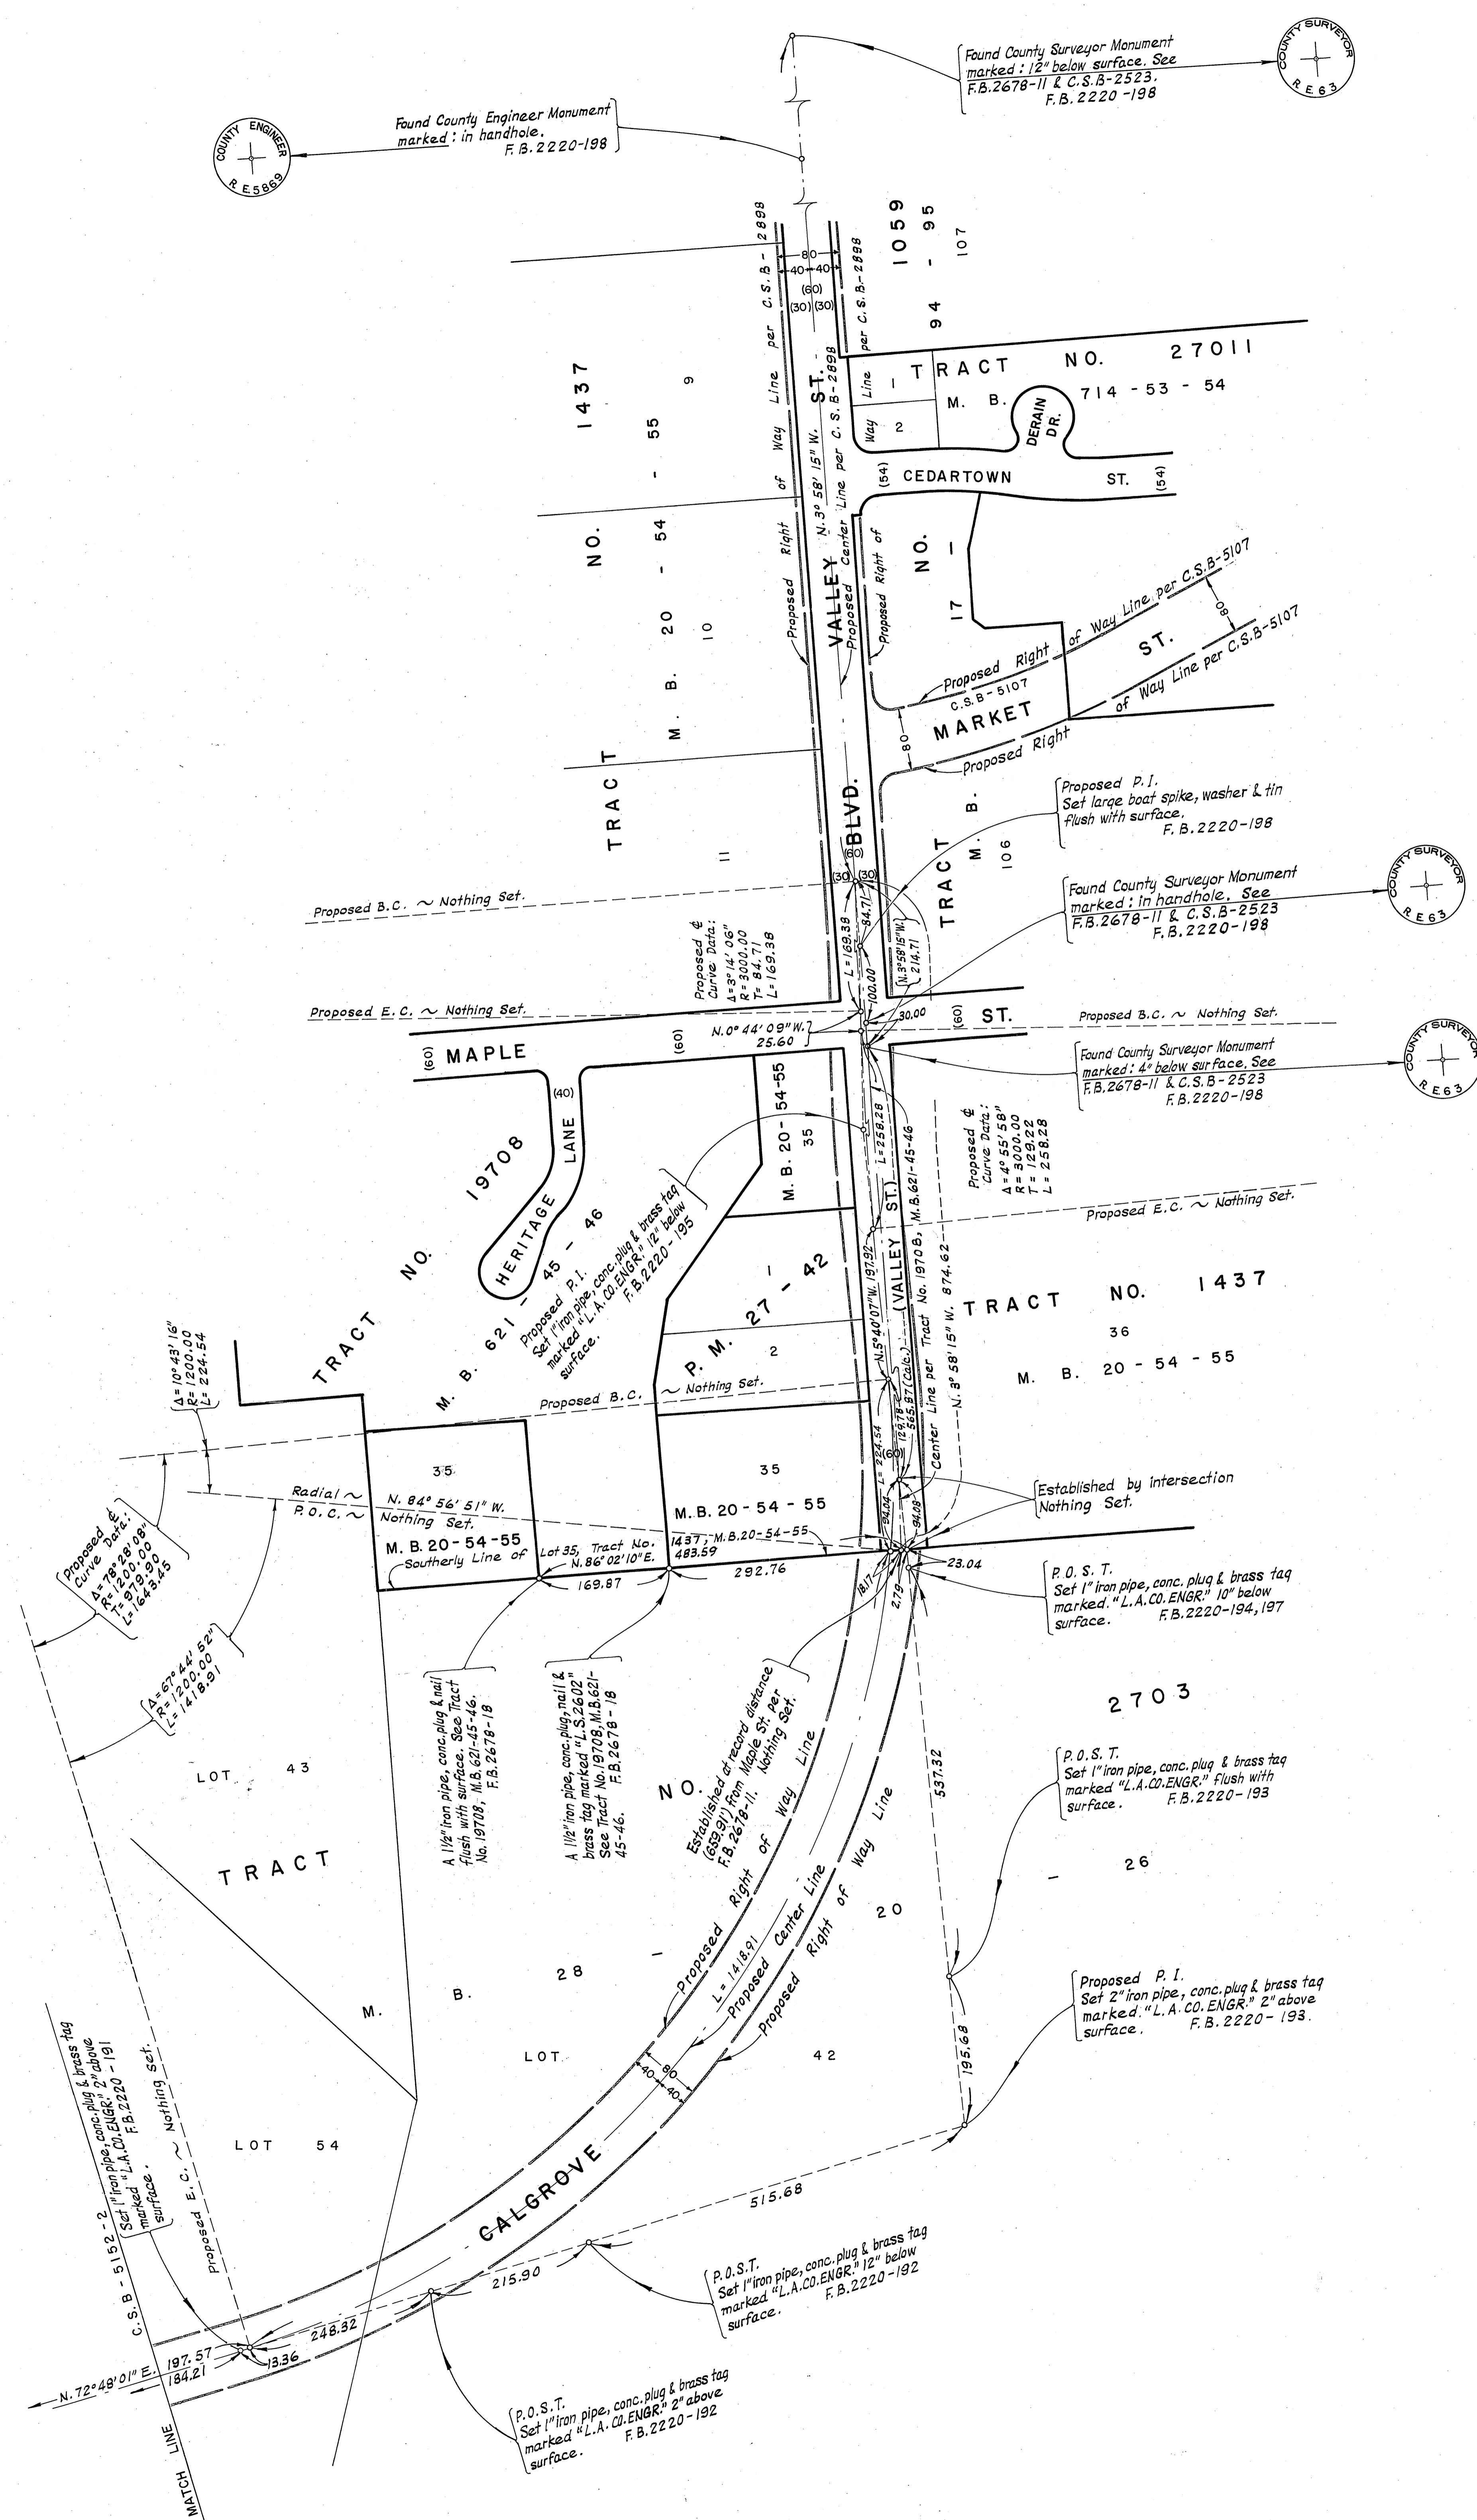 Found County Surveyor Monument
marked : 12" below surface. See
F.B.2678-11 & C.S.B-2523.
F.B.2220-198
COUNTY SURVEYOR
R E 63
Found County Engineer Monument
marked : in handhole.
F.B.2220-198
COUNTY ENGINEER
R E 5869
Proposed Right of Way Line per C.S.B-2898
80
40 40
(60)
(30) (30)
Proposed Right of Way Line per C.S.B-2898
TRACT NO. 1059
M. B. 17 - 94 - 95
107
106
TRACT NO. 27011
M. B. 714-53-54
1
2
DERAIN
DR.
(54)
CEDARTOWN ST.
(54)
TRACT NO. 1437
M. B. 20 - 54 - 55
9
10
11
VALLEY ST.
N.3°58'15"W.
Proposed Center Line per C.S.B-2898
BLVD.
Proposed Right of Way Line per C.S.B-5107
C.S.B-5107
MARKET ST.
80
80
Proposed Right of Way Line per C.S.B-5107
Proposed P.I.
Set large boat spike, washer & tin
flush with surface.
F.B.2220-198
Found County Surveyor Monument
marked : in handhole. See
F.B.2678-11 & C.S.B-2523
F.B.2220-198
COUNTY SURVEYOR
R E 63
Proposed B.C. ~ Nothing Set.
(60)
(30) (30)
84.71
L=169.38
100.00
N.3°58'15"W.
214.71
Proposed ₵
Curve Data:
Δ=3°14'06"
R=3000.00
T=84.71
L=169.38
Proposed E.C. ~ Nothing Set.
N.0°44'09"W.
25.60
30.00
(60) MAPLE (60)
(60) ST.
Proposed B.C. ~ Nothing Set.
Found County Surveyor Monument
marked : 4" below surface. See
F.B.2678-11 & C.S.B-2523
F.B.2220-198
COUNTY SURVEYOR
R E 63
(40)
HERITAGE LANE
TRACT NO. 19708
M. B. 621 - 45 - 46
M. B. 20-54-55
35
Proposed P.I.
Set 1" iron pipe, conc. plug & brass tag
marked "L.A.CO.ENGR." 12" below
surface.
F.B.2220-195
L=258.28
Proposed ₵
Curve Data:
Δ=4°55'58"
R=3000.00
T=129.22
L=258.28
Proposed E.C. ~ Nothing Set.
(VALLEY ST.)
Center Line per Tract No. 19708, M.B.621-45-46
N.3°58'15"W. 874.62
N.5°40'07"W. 197.92
565.87 (Calc.)
129.78
P. M. 27-42
1
2
TRACT NO. 1437
36
M. B. 20-54-55
Proposed B.C. ~ Nothing Set.
Δ=10°43'16"
R=1200.00
L=224.54
L=224.54
(60)
94.04
94.08
35
M. B. 20-54-55
35
M.B. 20-54-55
Radial ~ N. 84°56'51" W.
P.O.C. ~ Nothing Set.
Southerly Line of Lot 35, Tract No. 1437, M.B.20-54-55
N.86°02'10"E. 483.59
169.87
292.76
18.17
2.79
23.04
Established by intersection
Nothing Set.
P.O.S.T.
Set 1" iron pipe, conc. plug & brass tag
marked "L.A.CO.ENGR." 10" below
surface. F.B.2220-194,197
Proposed ₵
Curve Data:
Δ=78°28'08"
R=1200.00
T=979.90
L=1643.45
Δ=67°44'52"
R=1200.00
L=1418.91
A 1½" iron pipe, conc. plug & nail
flush with surface. See Tract
No. 19708, M.B.621-45-46.
F.B.2678-18
A 1½" iron pipe, conc. plug, nail &
brass tag marked "L.S.2602"
See Tract No.19708, M.B.621-
45-46. F.B.2678-18
Established at record distance
(659.91') from Maple St. per
F.B.2678-11. Nothing Set.
TRACT NO. 2703
M. B. 28 - 20 - 26
LOT 43
LOT 54
LOT 42
537.32
P.O.S.T.
Set 1" iron pipe, conc. plug & brass tag
marked "L.A.CO.ENGR." flush with
surface. F.B.2220-193
Proposed P.I.
Set 2" iron pipe, conc. plug & brass tag
marked "L.A.CO.ENGR." 2" above
surface. F.B.2220-193.
195.68
Proposed Right of Way Line
L=1418.91
Proposed Center Line
Proposed Right of Way Line
80
40 40
CALGROVE
515.68
P.O.S.T.
Set 1" iron pipe, conc. plug & brass tag
marked "L.A.CO.ENGR." 12" below
surface. F.B.2220-192
215.90
248.32
13.36
N.72°48'01"E. 197.57
184.21
P.O.S.T.
Set 1" iron pipe, conc. plug & brass tag
marked "L.A.CO.ENGR." 2" above
surface. F.B.2220-192
Set 1" iron pipe, conc. plug & brass tag
marked "L.A.CO.ENGR." 2" above
surface. F.B.2220-191
Proposed E.C. ~ Nothing Set.
C.S.B-5152-2
MATCH LINE